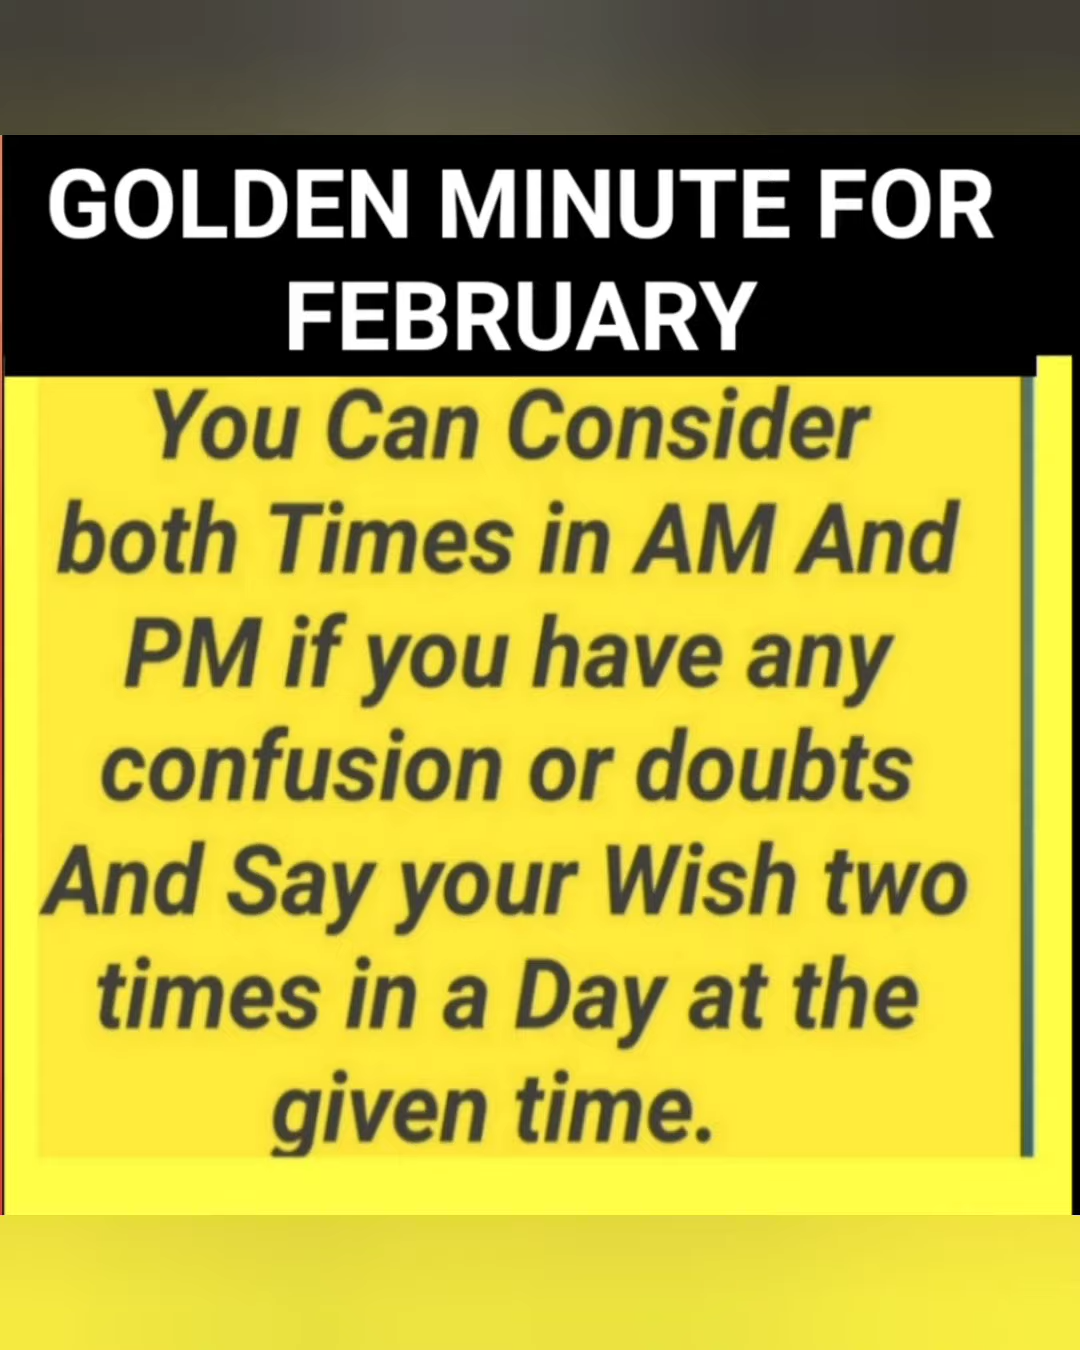 GOLDEN MINUTE FOR
FEBRUARY
You Can Consider
both Times in AM And
PM if you have any
confusion or doubts
And Say your Wish two
times in a Day at the
given time.